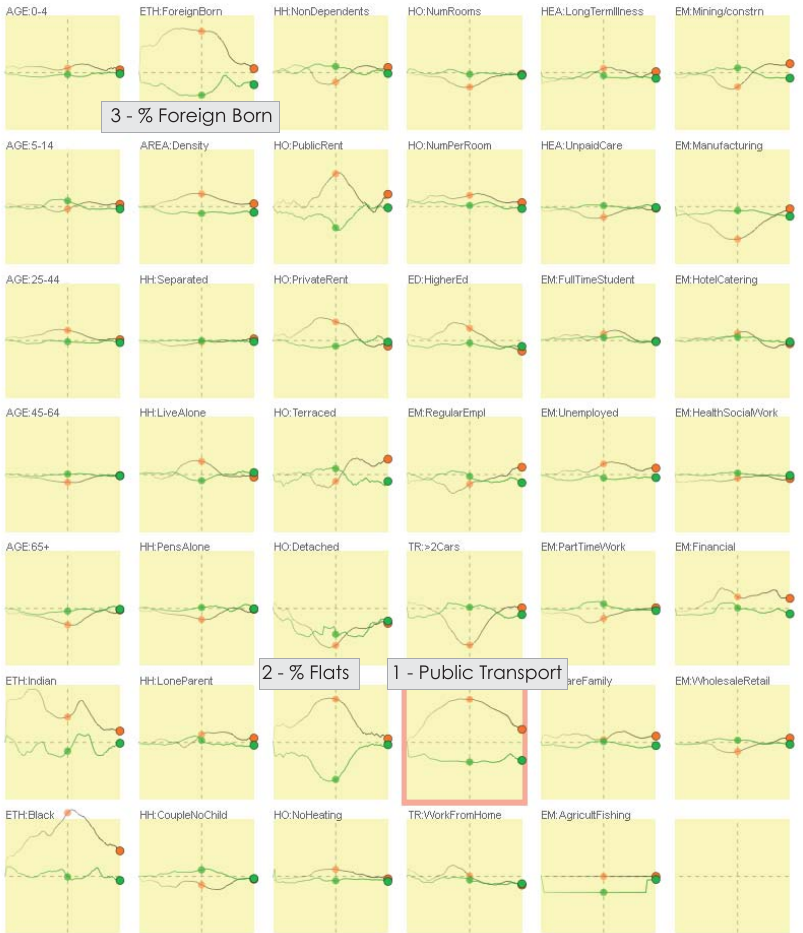 AGE:0-4 ETH:ForeignBorn HH:NonDependents HO:NumRooms HEA:LongTermIllness EM:Mining/constrn
3 - % Foreign Born
AGE:5-14 AREA:Density HO:PublicRent HO:NumPerRoom HEA:UnpaidCare EM:Manufacturing
AGE:25-44 HH:Separated HO:PrivateRent ED:HigherEd EM:FullTimeStudent EM:HotelCatering
AGE:45-64 HH:LiveAlone HO:Terraced EM:RegularEmpl EM:Unemployed EM:HealthSocialWork
AGE:65+ HH:PensAlone HO:Detached TR:>2Cars EM:PartTimeWork EM:Financial
2 - % Flats 1 - Public Transport
ETH:Indian HH:LoneParent areFamily EM:WholesaleRetail
ETH:Black HH:CoupleNoChild HO:NoHeating TR:WorkFromHome EM:AgricultFishing